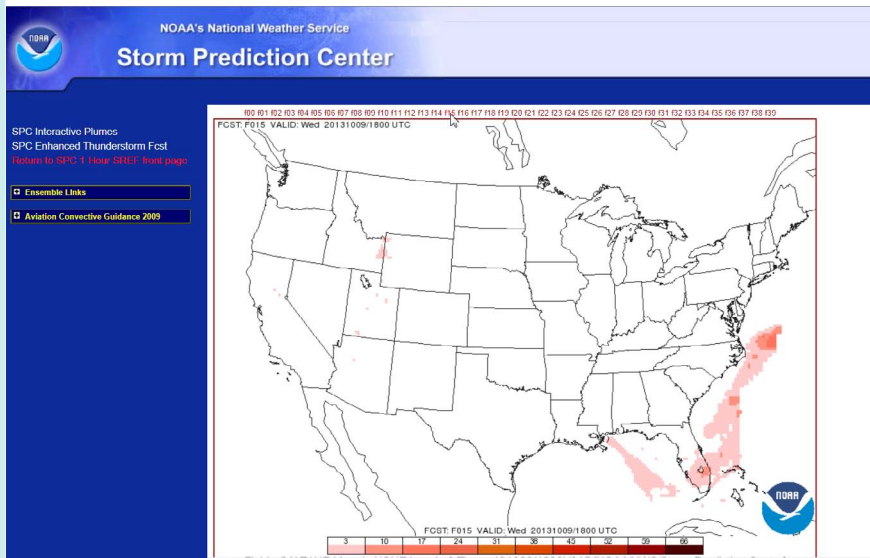 NOAA
NOAA's National Weather Service
Storm Prediction Center
SPC Interactive Plumes
SPC Enhanced Thunderstorm Fcst
Return to SPC 1 Hour SREF front page
Ensemble Links
Aviation Convective Guidance 2009
f00 f01 f02 f03 f04 f05 f06 f07 f08 f09 f10 f11 f12 f13 f14 f15 f16 f17 f18 f19 f20 f21 f22 f23 f24 f25 f26 f27 f28 f29 f30 f31 f32 f33 f34 f35 f36 f37 f38 f39
FCST: F015 VALID: Wed 20131009/1800 UTC
NOAA
FCST: F015 VALID: Wed 20131009/1800 UTC
3 10 17 24 31 38 45 52 59 66